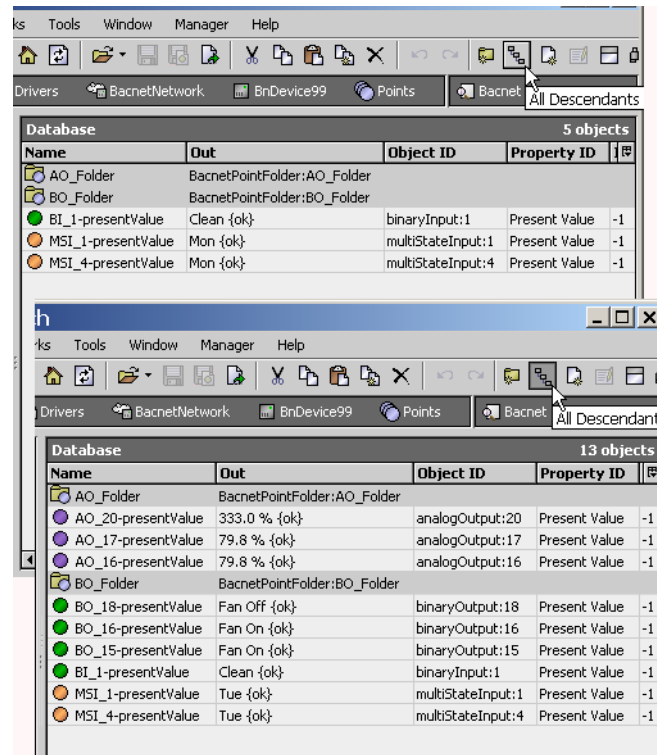 ks Tools Window Manager Help
Drivers BacnetNetwork BnDevice99 Points Bacnet
All Descendants
Database 5 objects
Name Out Object ID Property ID
AO_Folder BacnetPointFolder:AO_Folder
BO_Folder BacnetPointFolder:BO_Folder
BI_1-presentValue Clean {ok} binaryInput:1 Present Value -1
MSI_1-presentValue Mon {ok} multiStateInput:1 Present Value -1
MSI_4-presentValue Mon {ok} multiStateInput:4 Present Value -1
h
rks Tools Window Manager Help
Drivers BacnetNetwork BnDevice99 Points Bacnet
All Descendant
Database 13 objects
Name Out Object ID Property ID
AO_Folder BacnetPointFolder:AO_Folder
AO_20-presentValue 333.0 % {ok} analogOutput:20 Present Value -1
AO_17-presentValue 79.8 % {ok} analogOutput:17 Present Value -1
AO_16-presentValue 79.8 % {ok} analogOutput:16 Present Value -1
BO_Folder BacnetPointFolder:BO_Folder
BO_18-presentValue Fan Off {ok} binaryOutput:18 Present Value -1
BO_16-presentValue Fan On {ok} binaryOutput:16 Present Value -1
BO_15-presentValue Fan On {ok} binaryOutput:15 Present Value -1
BI_1-presentValue Clean {ok} binaryInput:1 Present Value -1
MSI_1-presentValue Tue {ok} multiStateInput:1 Present Value -1
MSI_4-presentValue Tue {ok} multiStateInput:4 Present Value -1